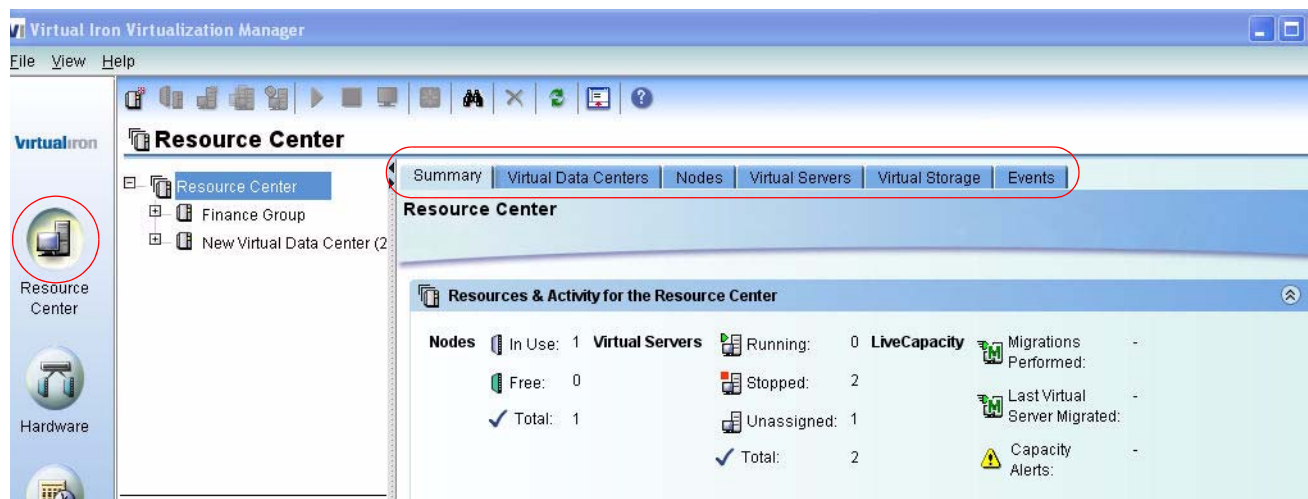 Virtual Iron Virtualization Manager
File View Help
VirtualIron
Resource Center
Resource Center
Finance Group
New Virtual Data Center (2
Resource
Center
Hardware
Summary Virtual Data Centers Nodes Virtual Servers Virtual Storage Events
Resource Center
Resources & Activity for the Resource Center
Nodes In Use: 1 Virtual Servers Running: 0 LiveCapacity Migrations Performed: -
Free: 0 Stopped: 2 Last Virtual Server Migrated: -
Total: 1 Unassigned: 1
Total: 2 Capacity Alerts: -